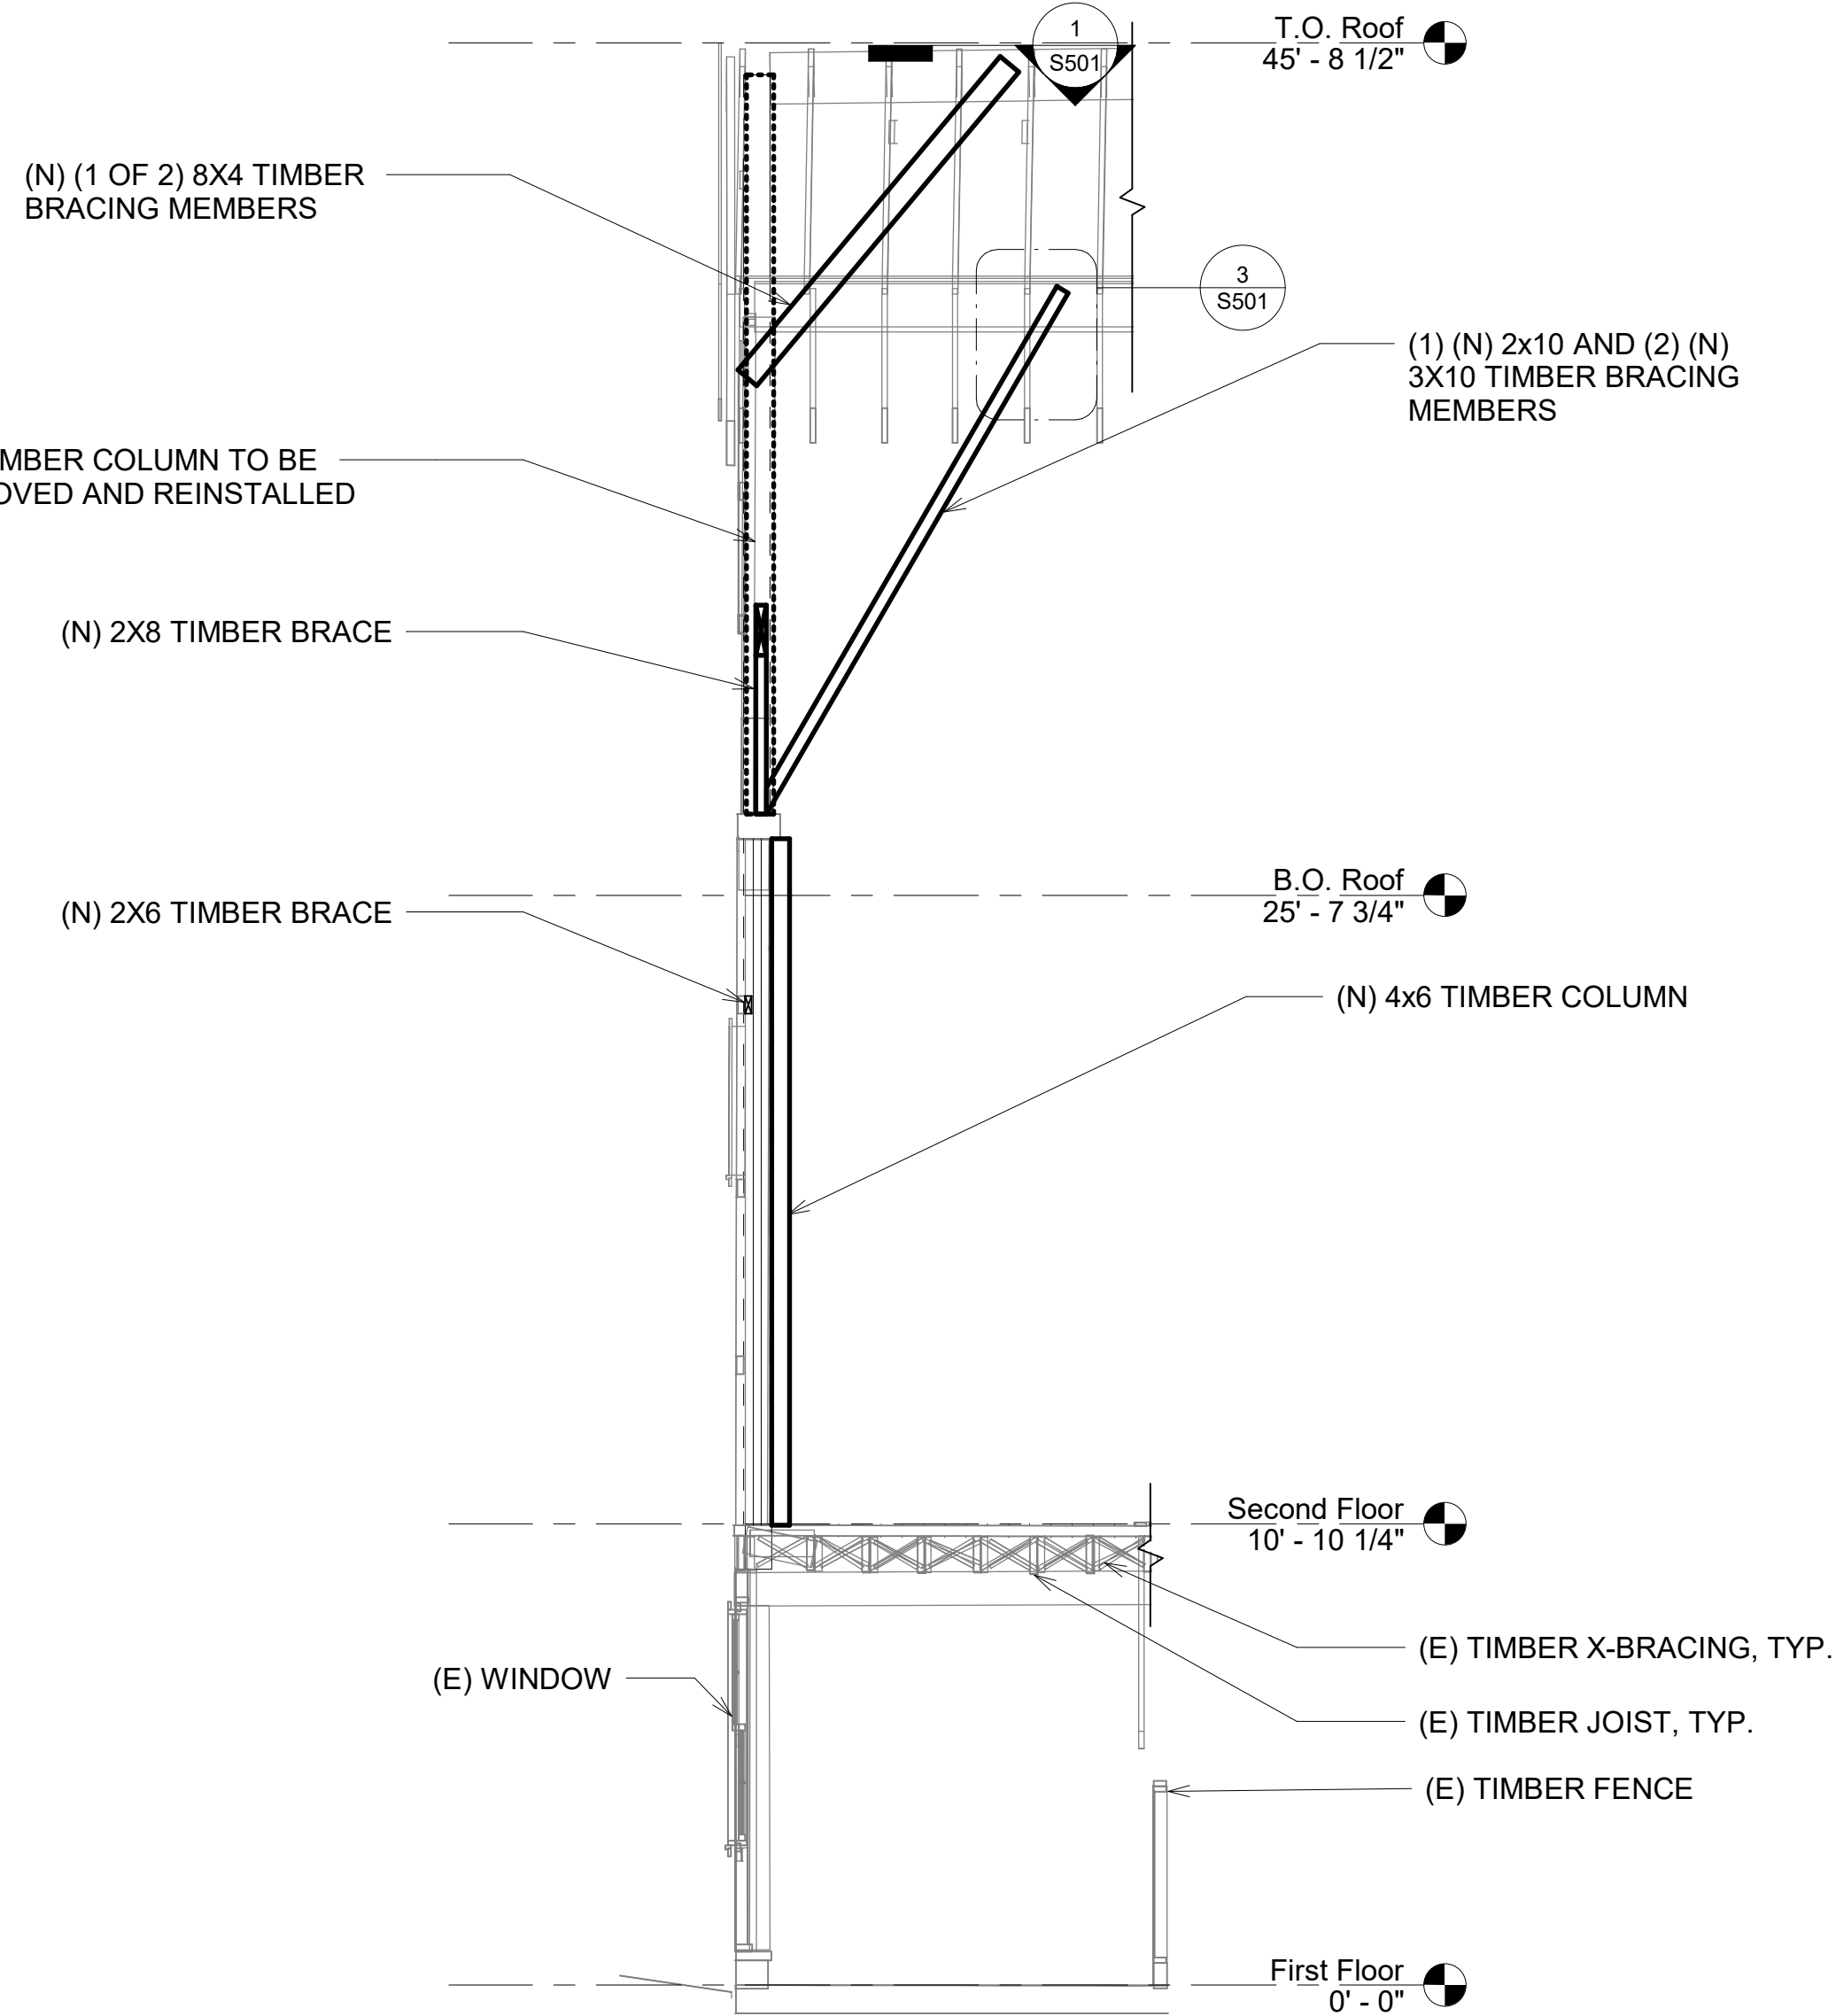 T.O. Roof
45' - 8 1/2"
1
S501
(N) (1 OF 2) 8X4 TIMBER
BRACING MEMBERS
3
S501
(1) (N) 2x10 AND (2) (N)
3X10 TIMBER BRACING
MEMBERS
COLUMN TO BE
AND REINSTALLED
(N) 2X8 TIMBER BRACE
B.O. Roof
25' - 7 3/4"
(N) 2X6 TIMBER BRACE
(N) 4x6 TIMBER COLUMN
Second Floor
10' - 10 1/4"
(E) TIMBER X-BRACING, TYP.
(E) WINDOW
(E) TIMBER JOIST, TYP.
(E) TIMBER FENCE
First Floor
0' - 0"